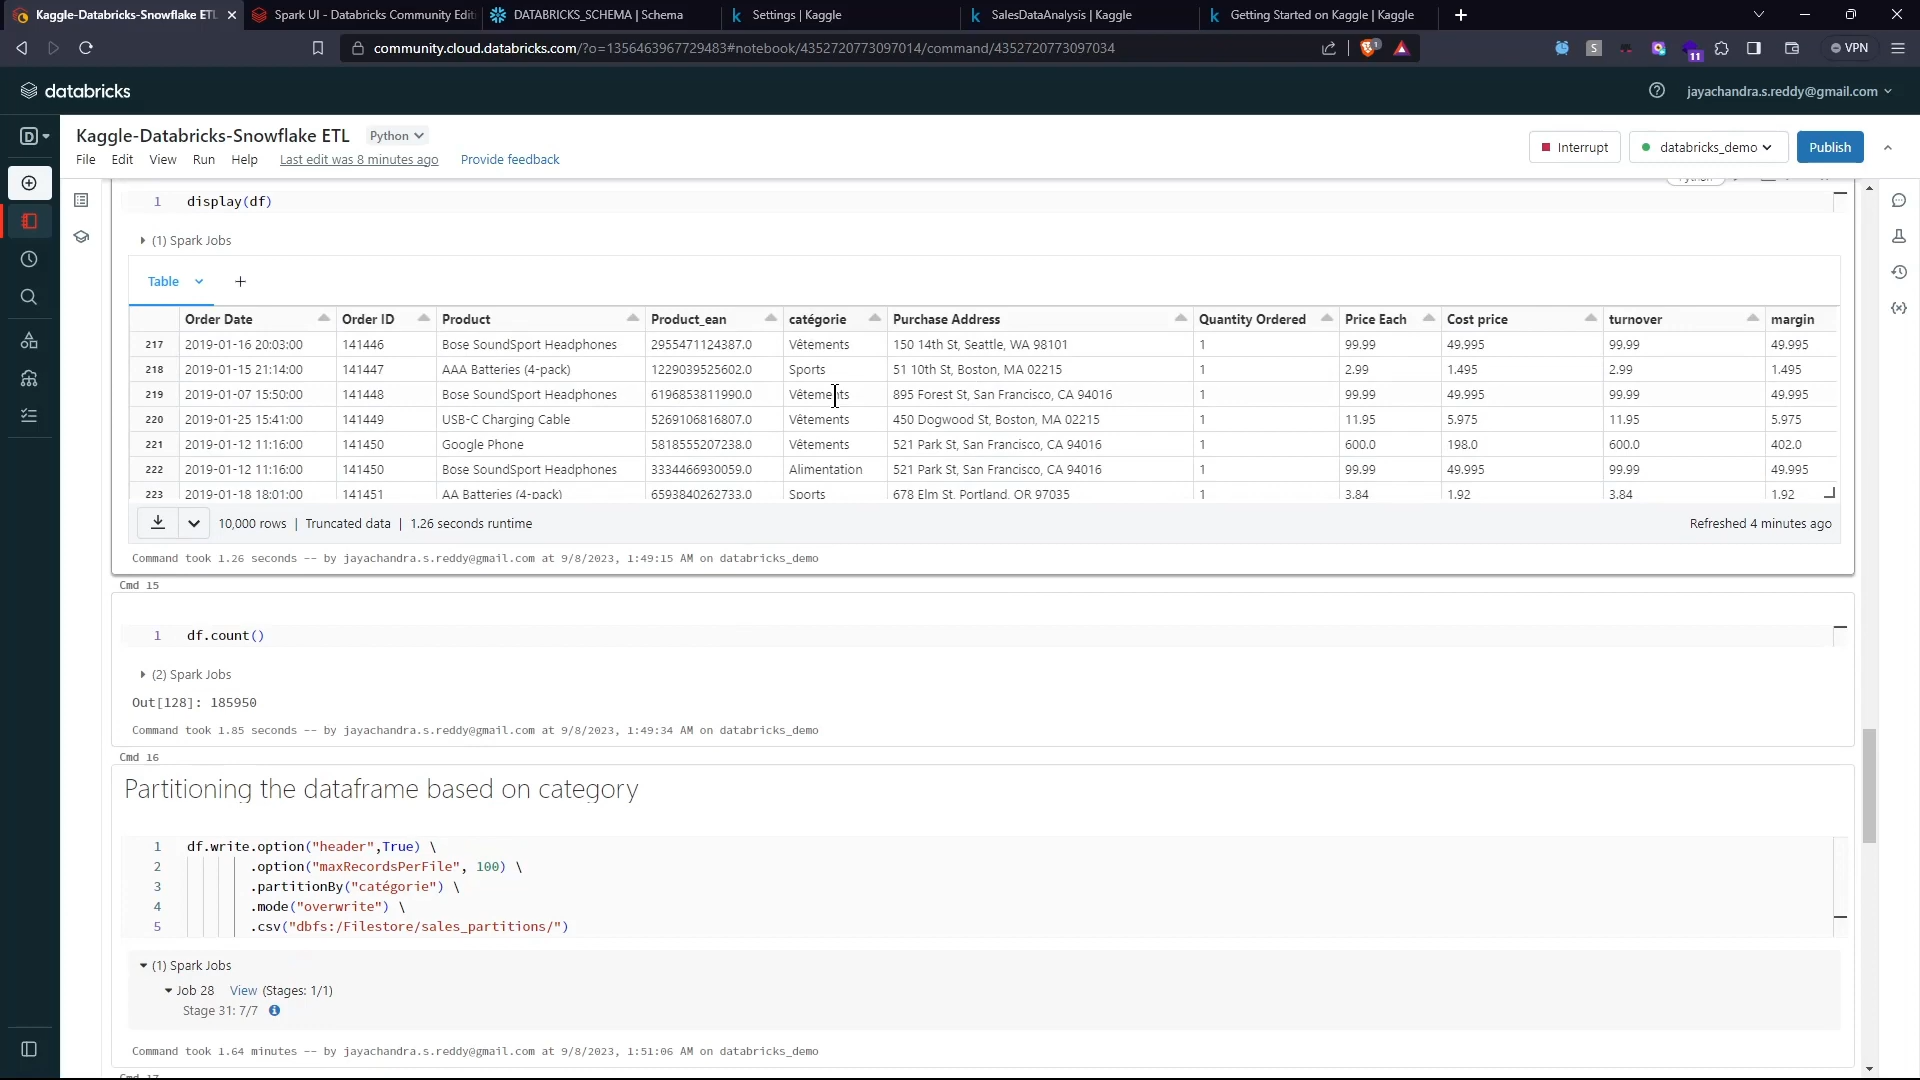 Kaggle-Databricks-Snowflake ETL
Spark UI - Databricks Community Edit
DATABRICKS_SCHEMA | Schema
Settings | Kaggle
SalesDataAnalysis | Kaggle
Getting Started on Kaggle | Kaggle
community.cloud.databricks.com/?o=1356463967729483#notebook/4352720773097014/command/4352720773097034
1
S
11
VPN
databricks
jayachandra.s.reddy@gmail.com
D
Kaggle-Databricks-Snowflake ETL Python
Interrupt databricks_demo Publish
File Edit View Run Help Last edit was 8 minutes ago Provide feedback
1 display(df)
(1) Spark Jobs
Table +
Order Date Order ID Product Product_ean catégorie Purchase Address Quantity Ordered Price Each Cost price turnover margin
217 2019-01-16 20:03:00 141446 Bose SoundSport Headphones 2955471124387.0 Vêtements 150 14th St, Seattle, WA 98101 1 99.99 49.995 99.99 49.995
218 2019-01-15 21:14:00 141447 AAA Batteries (4-pack) 1229039525602.0 Sports 51 10th St, Boston, MA 02215 1 2.99 1.495 2.99 1.495
219 2019-01-07 15:50:00 141448 Bose SoundSport Headphones 6196853811990.0 Vêtements 895 Forest St, San Francisco, CA 94016 1 99.99 49.995 99.99 49.995
220 2019-01-25 15:41:00 141449 USB-C Charging Cable 5269106816807.0 Vêtements 450 Dogwood St, Boston, MA 02215 1 11.95 5.975 11.95 5.975
221 2019-01-12 11:16:00 141450 Google Phone 5818555207238.0 Vêtements 521 Park St, San Francisco, CA 94016 1 600.0 198.0 600.0 402.0
222 2019-01-12 11:16:00 141450 Bose SoundSport Headphones 3334466930059.0 Alimentation 521 Park St, San Francisco, CA 94016 1 99.99 49.995 99.99 49.995
223 2019-01-18 18:01:00 141451 AA Batteries (4-pack) 6593840262733.0 Sports 678 Elm St, Portland, OR 97035 1 3.84 1.92 3.84 1.92
10,000 rows | Truncated data | 1.26 seconds runtime Refreshed 4 minutes ago
Command took 1.26 seconds -- by jayachandra.s.reddy@gmail.com at 9/8/2023, 1:49:15 AM on databricks_demo
Cmd 15
1 df.count()
(2) Spark Jobs
Out[128]: 185950
Command took 1.85 seconds -- by jayachandra.s.reddy@gmail.com at 9/8/2023, 1:49:34 AM on databricks_demo
Cmd 16
Partitioning the dataframe based on category
1 df.write.option("header",True) \
2 .option("maxRecordsPerFile", 100) \
3 .partitionBy("catégorie") \
4 .mode("overwrite") \
5 .csv("dbfs:/Filestore/sales_partitions/")
(1) Spark Jobs
Job 28 View (Stages: 1/1)
Stage 31: 7/7
Command took 1.64 minutes -- by jayachandra.s.reddy@gmail.com at 9/8/2023, 1:51:06 AM on databricks_demo
Cmd 17